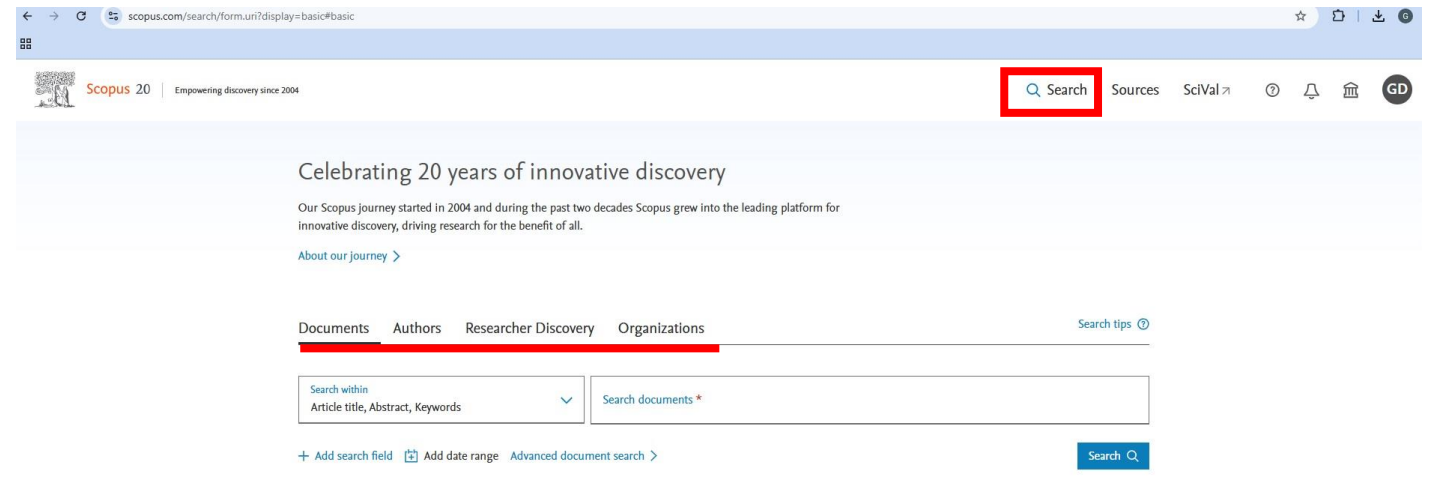 scopus.com/search/form.uri?display=basic#basic
G
Scopus 20 Empowering discovery since 2004
Search Sources SciVal GD
Celebrating 20 years of innovative discovery
Our Scopus journey started in 2004 and during the past two decades Scopus grew into the leading platform for
innovative discovery, driving research for the benefit of all.
About our journey
Documents Authors Researcher Discovery Organizations
Search tips
Search within
Article title, Abstract, Keywords
Search documents *
+ Add search field Add date range Advanced document search
Search